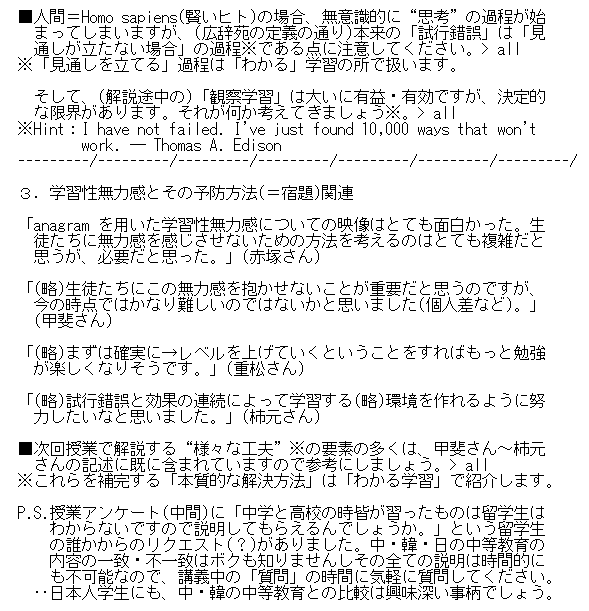 ■人間＝Homo sapiens(賢いヒト)の場合、無意識的に“思考”の過程が始
まってしまいますが、(広辞苑の定義の通り)本来の「試行錯誤」は「見
通しが立たない場合」の過程※である点に注意してください。> all
※「見通しを立てる」過程は「わかる」学習の所で扱います。
そして、(解説途中の)「観察学習」は大いに有益・有効ですが、決定的
な限界があります。それが何か考えてきましょう※。> all
※Hint：I have not failed. I've just found 10,000 ways that won't
work. ― Thomas A. Edison
---------/---------/---------/---------/---------/---------/---------/
３．学習性無力感とその予防方法(＝宿題)関連
「anagram を用いた学習性無力感についての映像はとても面白かった。生
徒たちに無力感を感じさせないための方法を考えるのはとても複雑だと
思うが、必要だと思った。」(赤塚さん)
「(略)生徒たちにこの無力感を抱かせないことが重要だと思うのですが、
今の時点ではかなり難しいのではないかと思いました(個人差など)。」
(甲斐さん)
「(略)まずは確実に→レベルを上げていくということをすればもっと勉強
が楽しくなりそうです。」(重松さん)
「(略)試行錯誤と効果の連続によって学習する(略)環境を作れるように努
力したいなと思いました。」(柿元さん)
■次回授業で解説する“様々な工夫”※の要素の多くは、甲斐さん～柿元
さんの記述に既に含まれていますので参考にしましょう。> all
※これらを補完する「本質的な解決方法」は「わかる学習」で紹介します。
P.S.授業アンケート(中間)に「中学と高校の時皆が習ったものは留学生は
わからないですので説明してもらえるんでしょうか。」という留学生
の誰かからのリクエスト(？)がありました。中・韓・日の中等教育の
内容の一致・不一致はボクも知りませんしその全ての説明は時間的に
も不可能なので、講義中の「質問」の時間に気軽に質問してください。
‥日本人学生にも、中・韓の中等教育との比較は興味深い事柄でしょう。